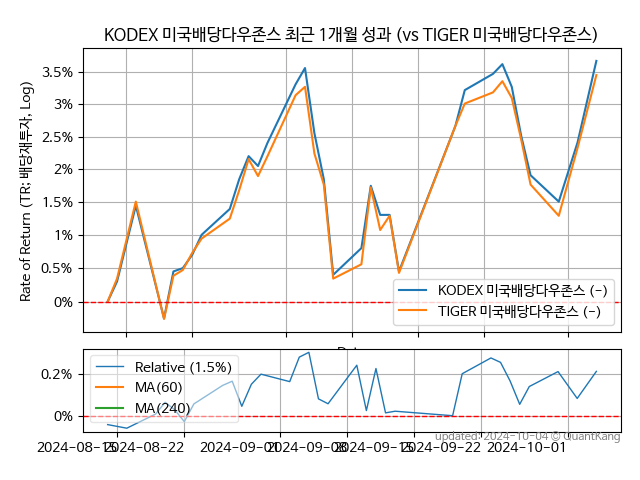 KODEX 미국배당다우존스 최근 1개월 성과 (vs TIGER 미국배당다우존스)
Rate of Return (TR: 배당재투자, Log)
3.5%
3%
2.5%
2%
1.5%
1%
0.5%
0%
KODEX 미국배당다우존스 (-)
TIGER 미국배당다우존스 (-)
0.2%
0%
Relative (1.5%)
MA(60)
MA(240)
2024-08-15
2024-08-22
2024-09-01
2024-09-08
2024-09-15
2024-09-22
2024-10-01
updated: 2024-10-04 © QuantKang